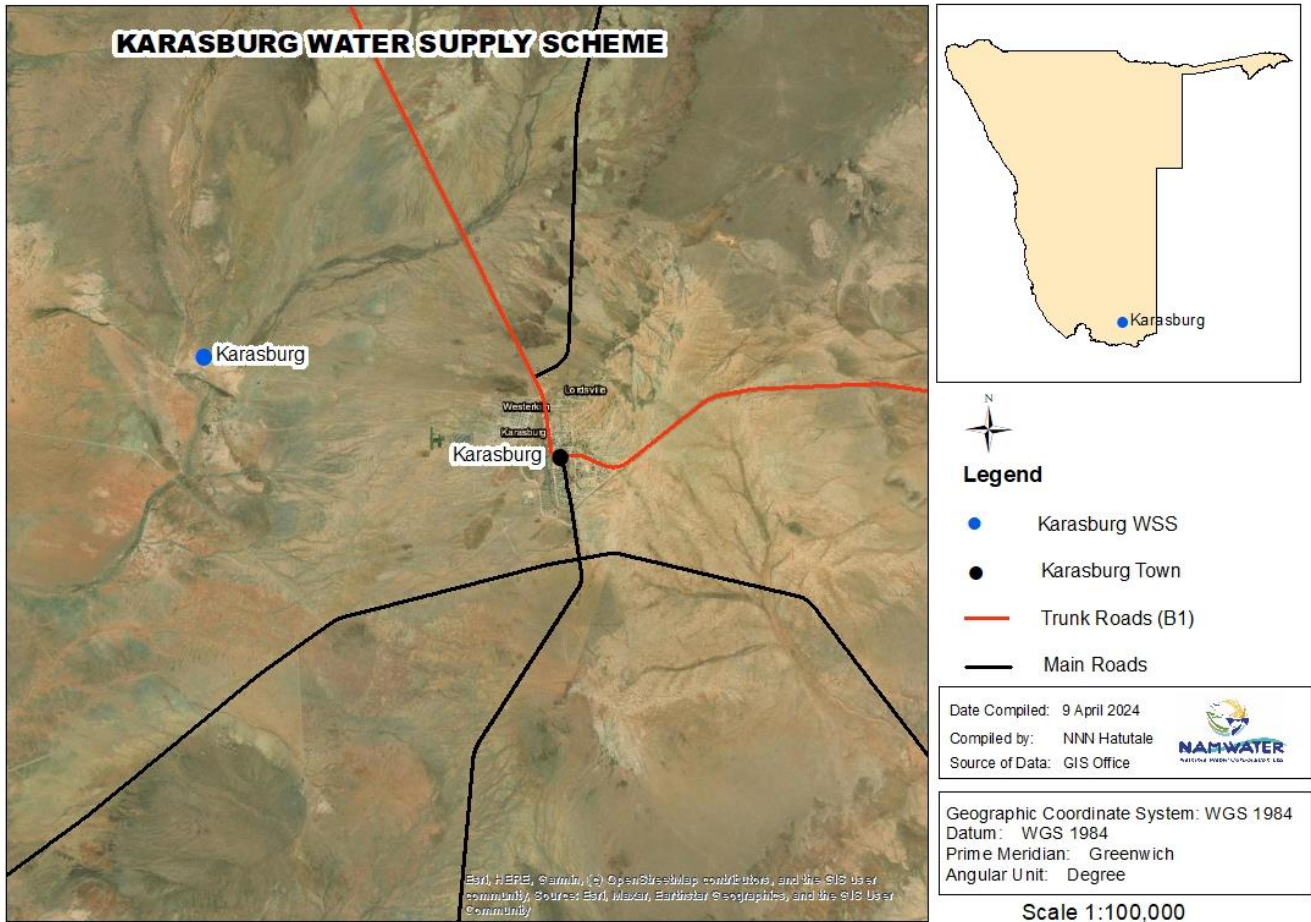 KARASBURG WATER SUPPLY SCHEME
Karasburg
Lordsville
Westerkim
Karasburg
Karasburg
Esri, HERE, Garmin, (c) OpenStreetMap contributors, and the GIS user
community, Source: Esri, Maxar, Earthstar Geographics, and the GIS User
Community
Karasburg
N
Legend
Karasburg WSS
Karasburg Town
Trunk Roads (B1)
Main Roads
Date Compiled: 9 April 2024
Compiled by: NNN Hatutale
Source of Data: GIS Office
NAMWATER
Geographic Coordinate System: WGS 1984
Datum: WGS 1984
Prime Meridian: Greenwich
Angular Unit: Degree
Scale 1:100,000